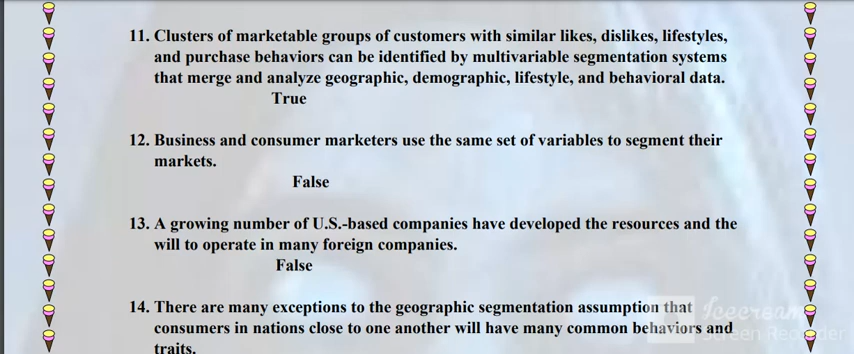 11. Clusters of marketable groups of customers with similar likes, dislikes, lifestyles,
and purchase behaviors can be identified by multivariable segmentation systems
that merge and analyze geographic, demographic, lifestyle, and behavioral data.
True
12. Business and consumer marketers use the same set of variables to segment their
markets.
False
13. A growing number of U.S.-based companies have developed the resources and the
will to operate in many foreign companies.
False
14. There are many exceptions to the geographic segmentation assumption that
consumers in nations close to one another will have many common behaviors and
traits.
Icecream
Screen Recorder